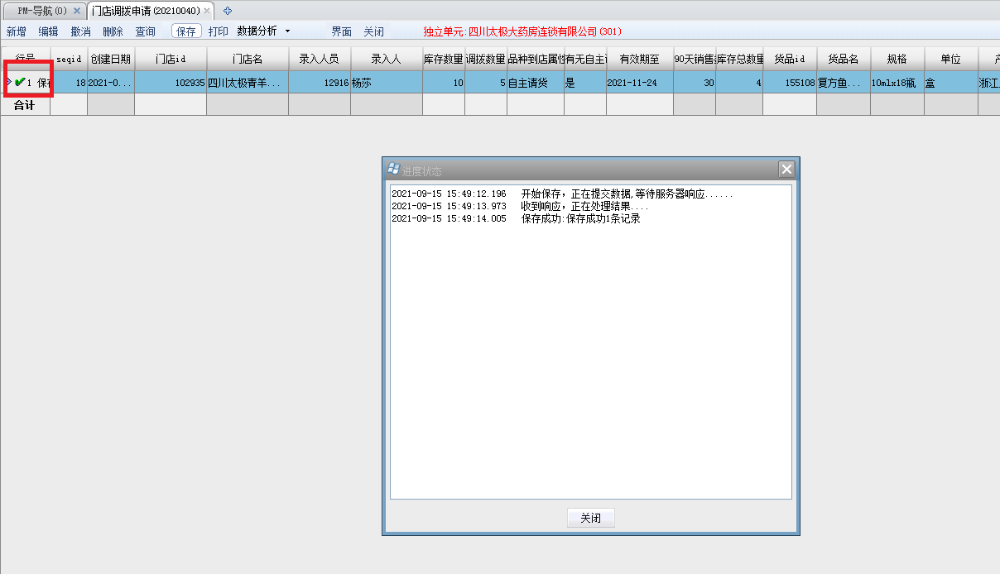 PM-导航(0) 门店调拨申请(20210040)
新增 编辑 撤消 删除 查询 保存 打印 数据分析 界面 关闭 独立单元:四川太极大药房连锁有限公司(301)
行号 seqid 创建日期 门店id 门店名 录入人员 录入人 库存数量 调拨数量 品种到店属性 有无自主 有效期至 90天销售 库存总数量 货品id 货品名 规格 单位
1 保存 18 2021-0... 102935 四川太极青羊... 12916 杨莎 10 5 自主请货 是 2021-11-24 30 4 155108 复方鱼... 10mlx18瓶 盒 浙江
合计
进度状态
2021-09-15 15:49:12.196 开始保存，正在提交数据,等待服务器响应......
2021-09-15 15:49:13.973 收到响应，正在处理结果....
2021-09-15 15:49:14.005 保存成功:保存成功1条记录
关闭